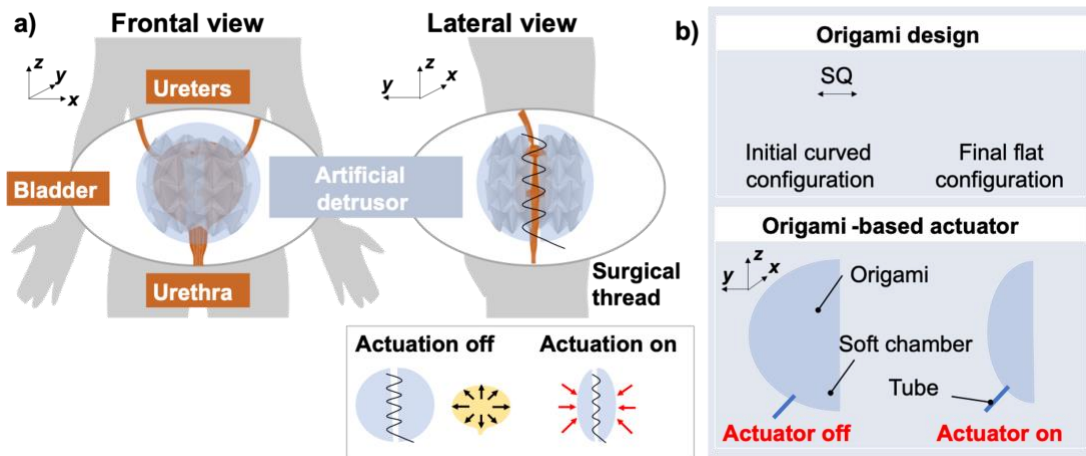 a)
Frontal view
Lateral view
z
y
x
z
x
y
Ureters
Bladder
Artificial
detrusor
Urethra
Surgical
thread
Actuation off
Actuation on
b)
Origami design
SQ
Initial curved
configuration
Final flat
configuration
Origami -based actuator
z
x
y
Origami
Soft chamber
Tube
Actuator off
Actuator on